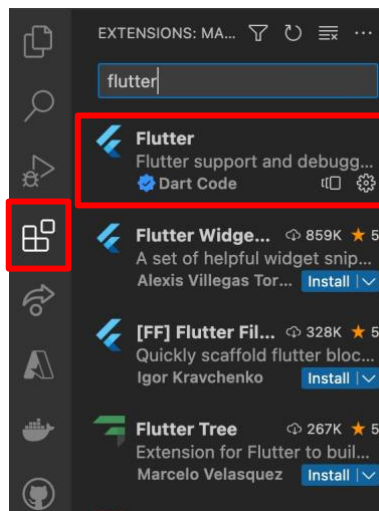 EXTENSIONS: MA...
flutter
Flutter
Flutter support and debugg...
Dart Code
Flutter Widge... 859K ★ 5
A set of helpful widget snip...
Alexis Villegas Tor... Install
[FF] Flutter Fil... 328K ★ 5
Quickly scaffold flutter bloc...
Igor Kravchenko Install
Flutter Tree 267K ★ 5
Extension for Flutter to buil...
Marcelo Velasquez Install